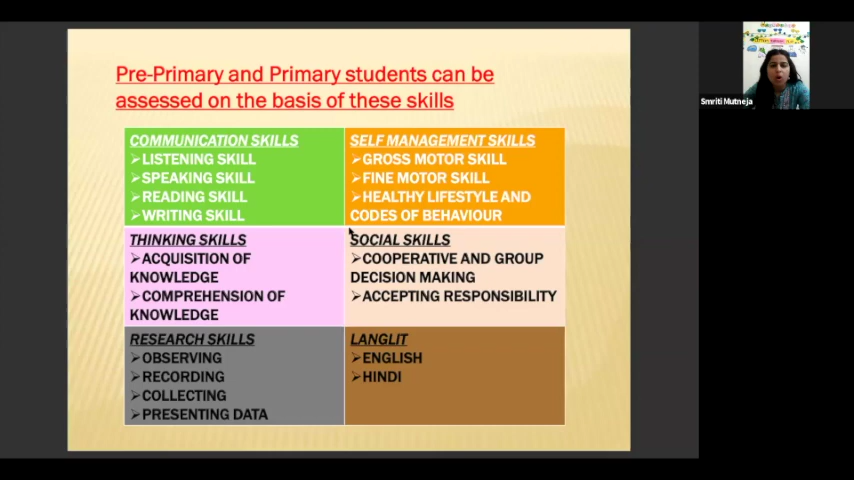 Pre-Primary and Primary students can be
assessed on the basis of these skills
COMMUNICATION SKILLS
➢LISTENING SKILL
➢SPEAKING SKILL
➢READING SKILL
➢WRITING SKILL
SELF MANAGEMENT SKILLS
➢GROSS MOTOR SKILL
➢FINE MOTOR SKILL
➢HEALTHY LIFESTYLE AND
CODES OF BEHAVIOUR
THINKING SKILLS
➢ACQUISITION OF
KNOWLEDGE
➢COMPREHENSION OF
KNOWLEDGE
SOCIAL SKILLS
➢COOPERATIVE AND GROUP
DECISION MAKING
➢ACCEPTING RESPONSIBILITY
RESEARCH SKILLS
➢OBSERVING
➢RECORDING
➢COLLECTING
➢PRESENTING DATA
LANGLIT
➢ENGLISH
➢HINDI
Smriti Mutneja